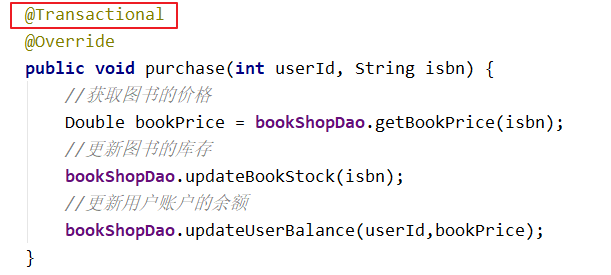 @Transactional
@Override
public void purchase(int userId, String isbn) {
//获取图书的价格
Double bookPrice = bookShopDao.getBookPrice(isbn);
//更新图书的库存
bookShopDao.updateBookStock(isbn);
//更新用户账户的余额
bookShopDao.updateUserBalance(userId,bookPrice);
}